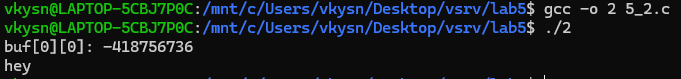 vkysn@LAPTOP-5CBJ7P0C:/mnt/c/Users/vkysn/Desktop/vsrv/lab5$ gcc -o 2 5_2.c
vkysn@LAPTOP-5CBJ7P0C:/mnt/c/Users/vkysn/Desktop/vsrv/lab5$ ./2
buf[0][0]: -418756736
hey